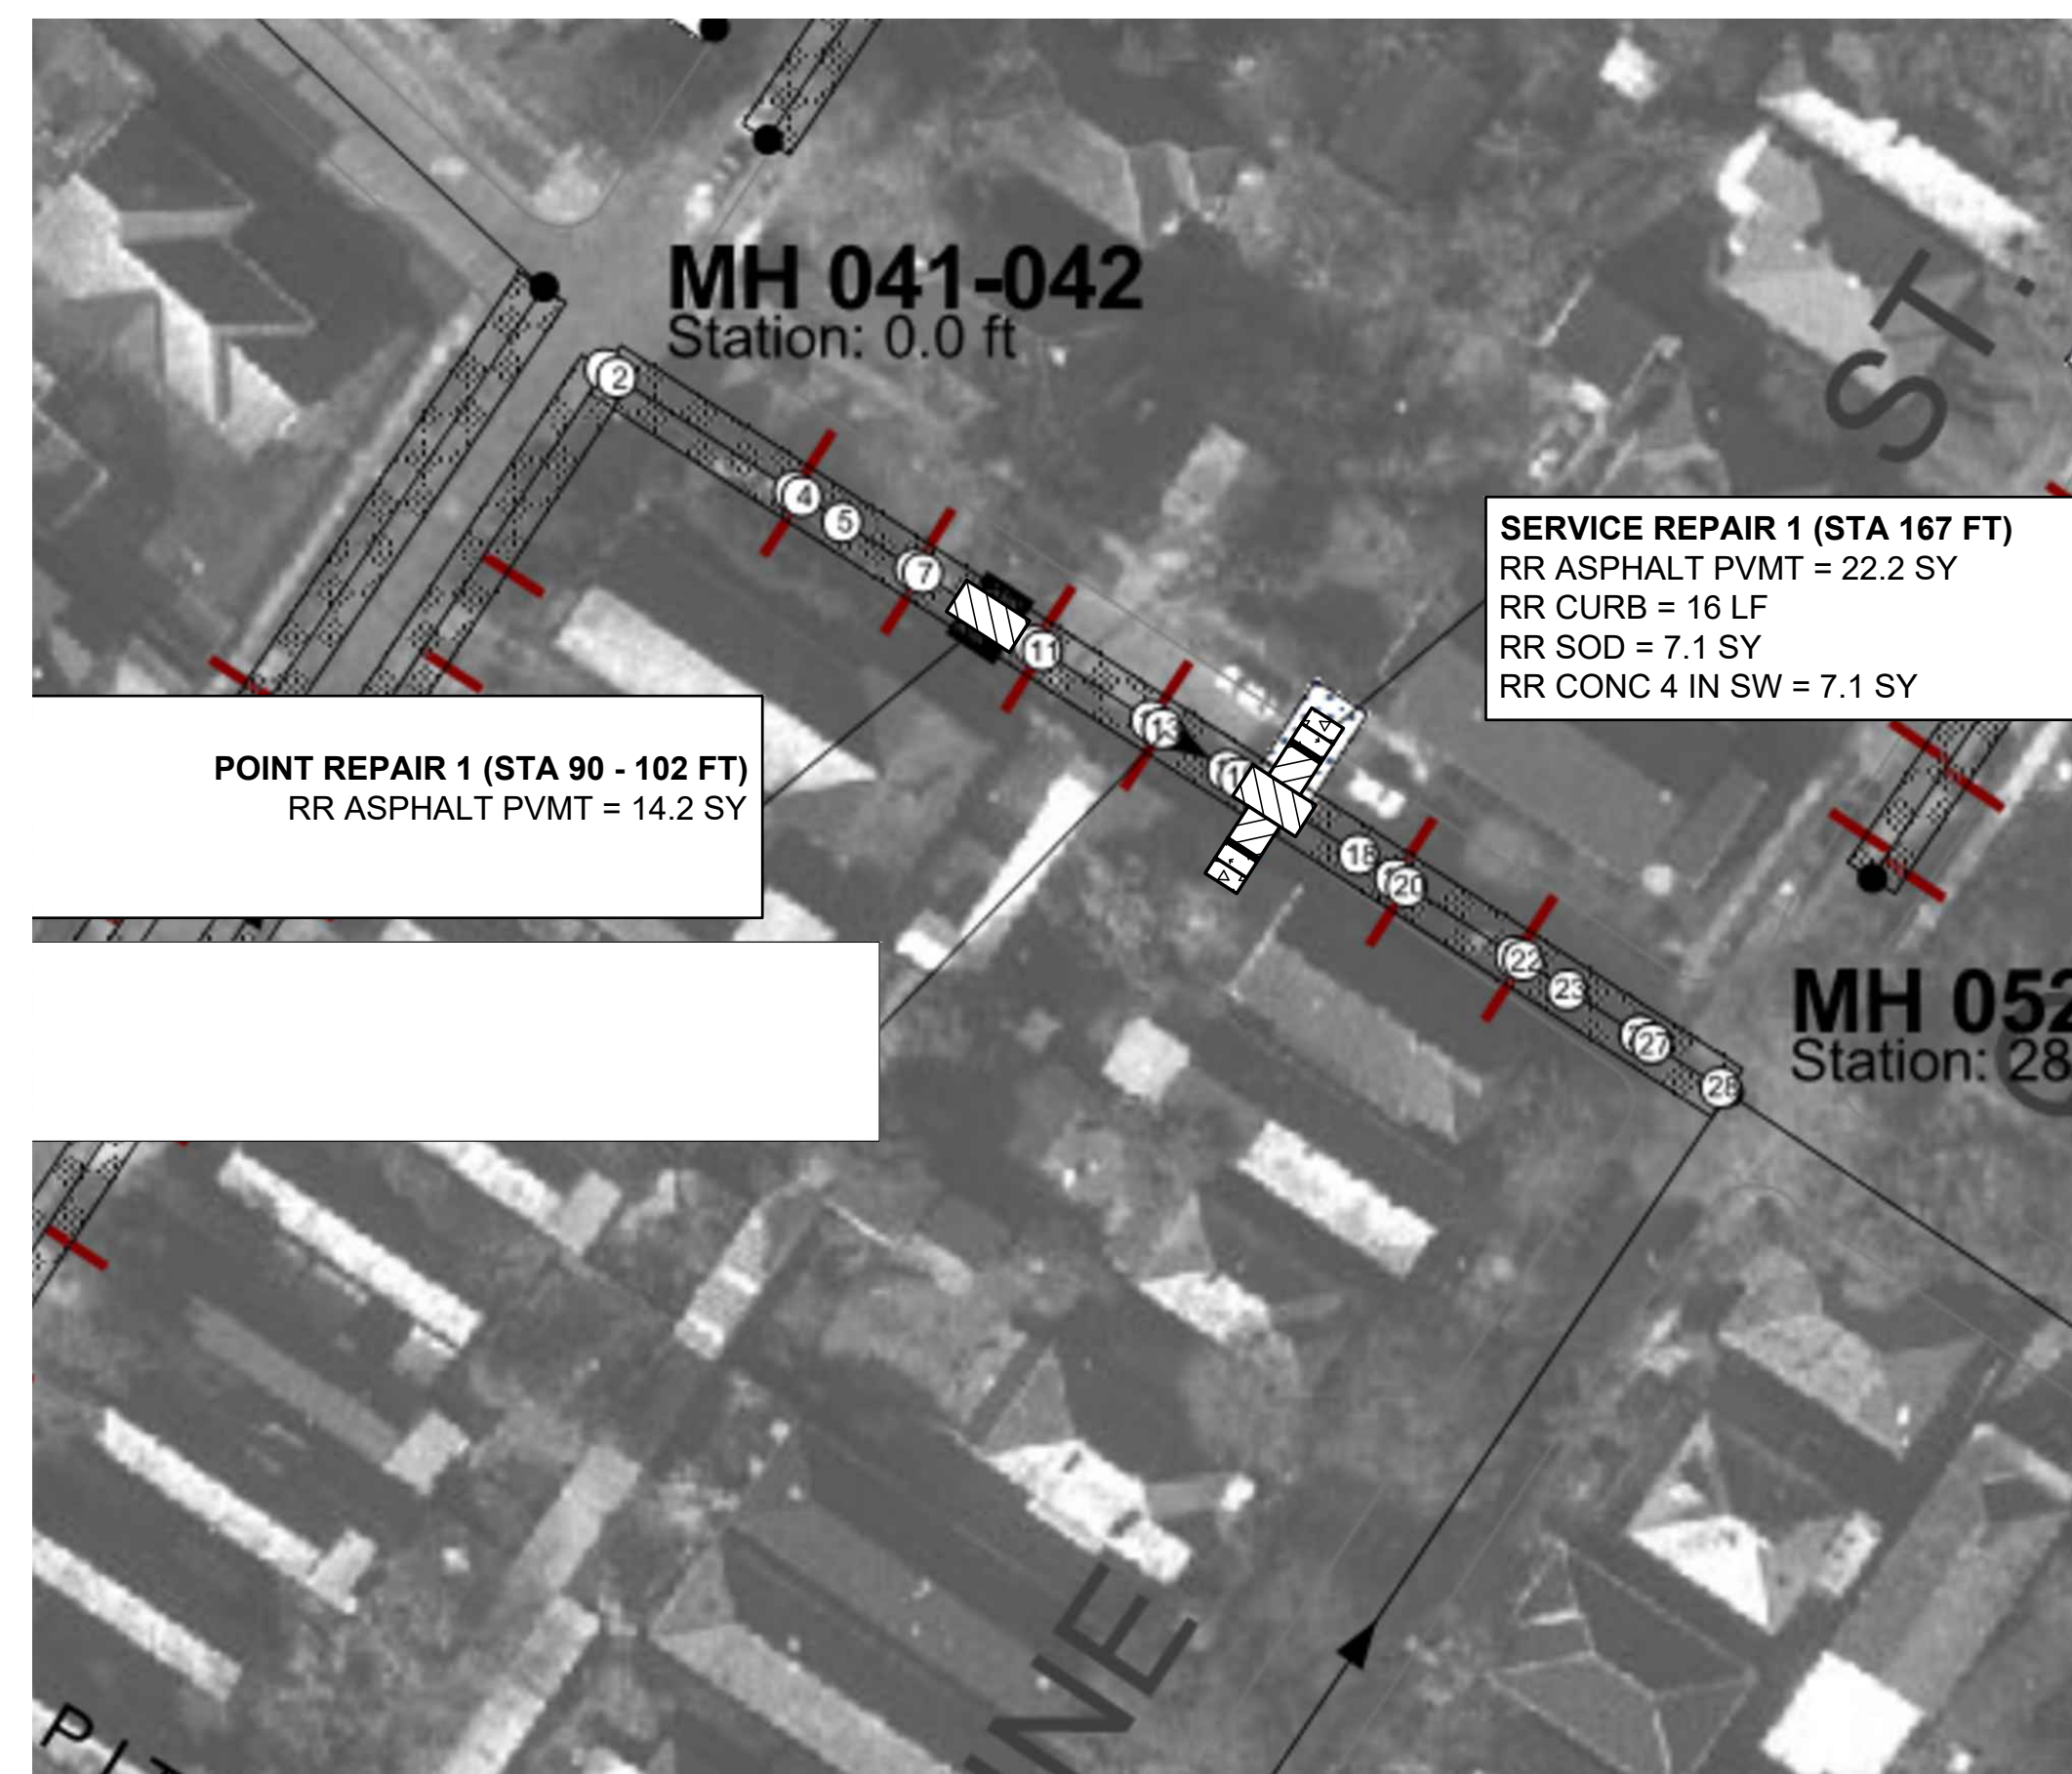 MH 041-042
Station: 0.0 ft
ST.
2
4
5
7
11
13
18
20
22
23
27
28
SERVICE REPAIR 1 (STA 167 FT)
RR ASPHALT PVMT = 22.2 SY
RR CURB = 16 LF
RR SOD = 7.1 SY
RR CONC 4 IN SW = 7.1 SY
POINT REPAIR 1 (STA 90 - 102 FT)
RR ASPHALT PVMT = 14.2 SY
MH 052
Station: 28
NE
PIT